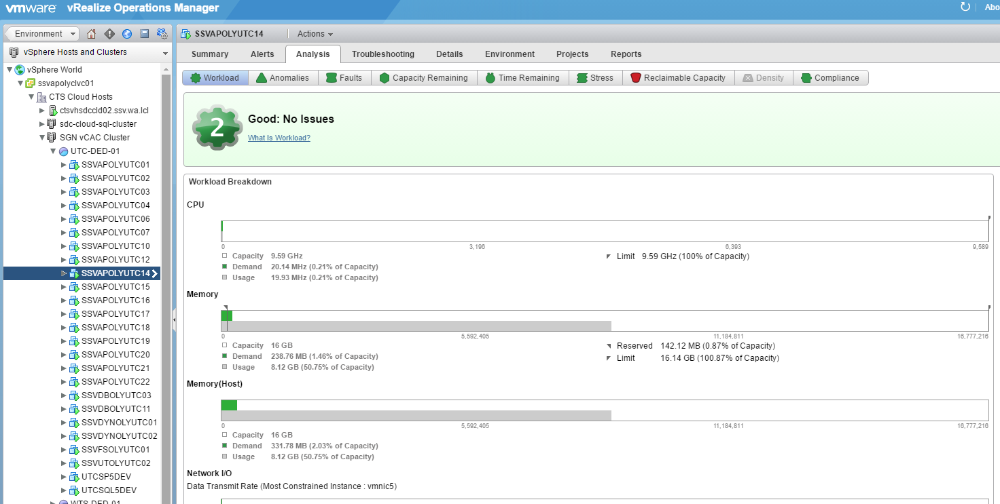 vmware vRealize Operations Manager
Abo
Environment
vSphere Hosts and Clusters
vSphere World
ssvapolyclvc01
CTS Cloud Hosts
ctsvhsdccld02.ssv.wa.lcl
sdc-cloud-sql-cluster
SGN vCAC Cluster
UTC-DED-01
SSVAPOLYUTC01
SSVAPOLYUTC02
SSVAPOLYUTC03
SSVAPOLYUTC04
SSVAPOLYUTC06
SSVAPOLYUTC07
SSVAPOLYUTC10
SSVAPOLYUTC12
SSVAPOLYUTC14
SSVAPOLYUTC15
SSVAPOLYUTC16
SSVAPOLYUTC17
SSVAPOLYUTC18
SSVAPOLYUTC19
SSVAPOLYUTC20
SSVAPOLYUTC21
SSVAPOLYUTC22
SSVDBOLYUTC03
SSVDBOLYUTC11
SSVDYNOLYUTC01
SSVDYNOLYUTC02
SSVFSOLYUTC01
SSVUTOLYUTC02
UTCSP5DEV
UTCSQL5DEV
WTS-DED-01
SSVAPOLYUTC14 Actions
Summary Alerts Analysis Troubleshooting Details Environment Projects Reports
Workload Anomalies Faults Capacity Remaining Time Remaining Stress Reclaimable Capacity Density Compliance
2
Good: No Issues
What Is Workload?
Workload Breakdown
CPU
0 3,196 6,393 9,589
Capacity 9.59 GHz
Limit 9.59 GHz (100% of Capacity)
Demand 20.14 MHz (0.21% of Capacity)
Usage 19.93 MHz (0.21% of Capacity)
Memory
0 5,592,405 11,184,811 16,777,216
Capacity 16 GB
Reserved 142.12 MB (0.87% of Capacity)
Demand 238.76 MB (1.46% of Capacity)
Limit 16.14 GB (100.87% of Capacity)
Usage 8.12 GB (50.75% of Capacity)
Memory(Host)
0 5,592,405 11,184,811 16,777,216
Capacity 16 GB
Demand 331.78 MB (2.03% of Capacity)
Usage 8.12 GB (50.75% of Capacity)
Network I/O
Data Transmit Rate (Most Constrained Instance : vmnic5)